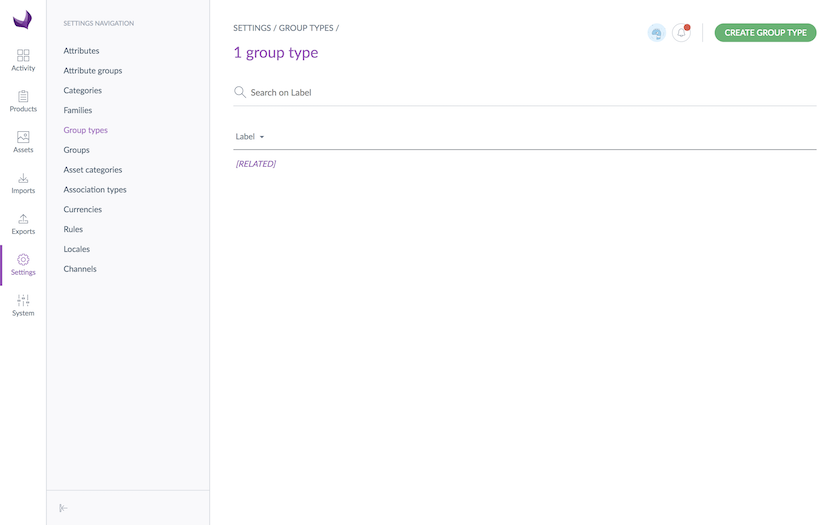 SETTINGS NAVIGATION
Attributes
Attribute groups
Categories
Families
Group types
Groups
Asset categories
Association types
Currencies
Rules
Locales
Channels
Activity
Products
Assets
Imports
Exports
Settings
System
SETTINGS / GROUP TYPES /
1 group type
CREATE GROUP TYPE
Search on Label
Label
[RELATED]